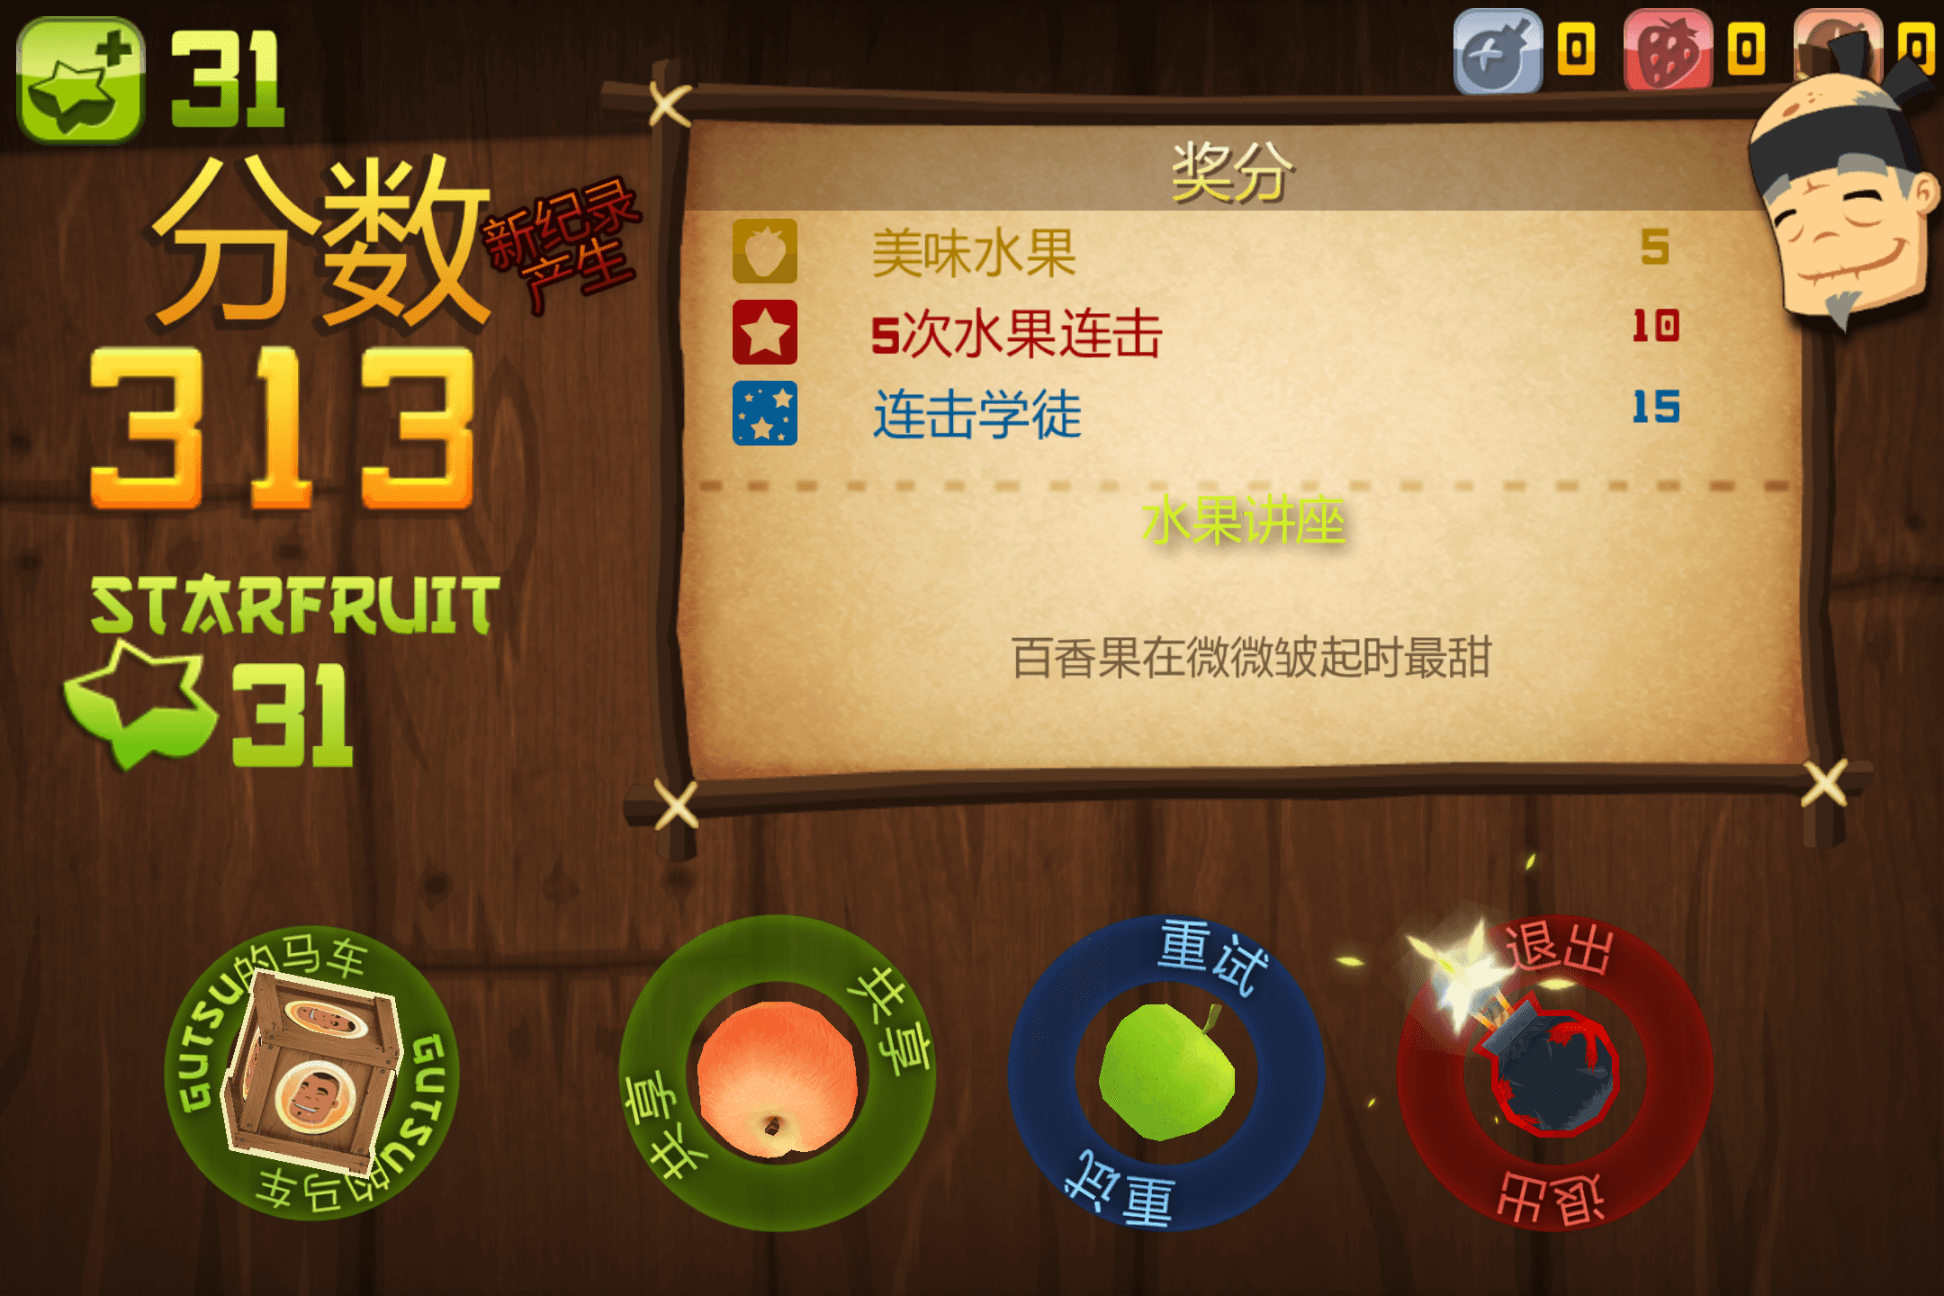 31
0
0
0
分数
新纪录
产生
313
STARFRUIT
31
奖分
美味水果 5
5次水果连击 10
连击学徒 15
水果讲座
百香果在微微皱起时最甜
GUTSU的马车
GUTSU的马车
共享
共享
重试
重试
退出
退出